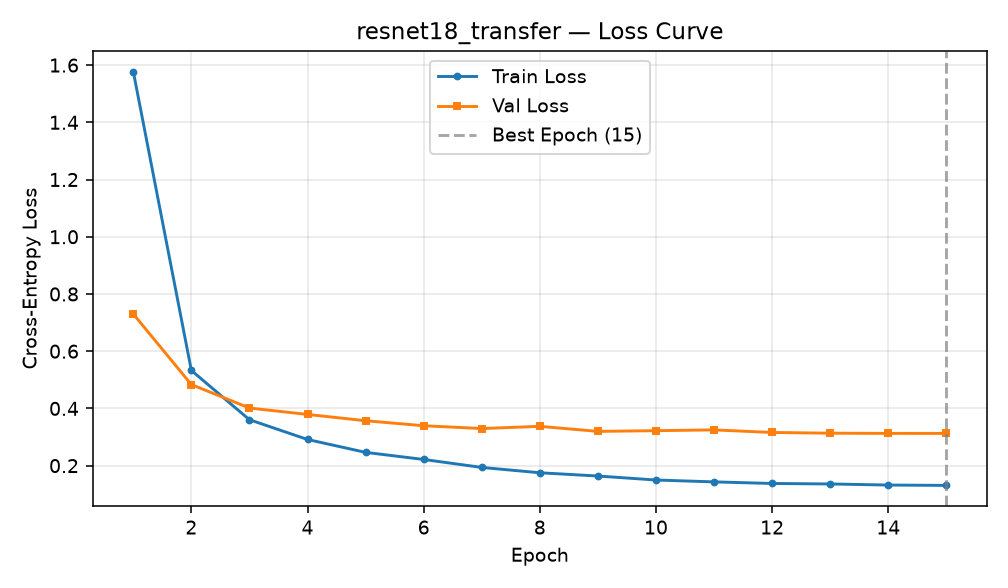 resnet18_transfer — Loss Curve
Train Loss
Val Loss
Best Epoch (15)
Cross-Entropy Loss
1.6
1.4
1.2
1.0
0.8
0.6
0.4
0.2
2 4 6 8 10 12 14
Epoch